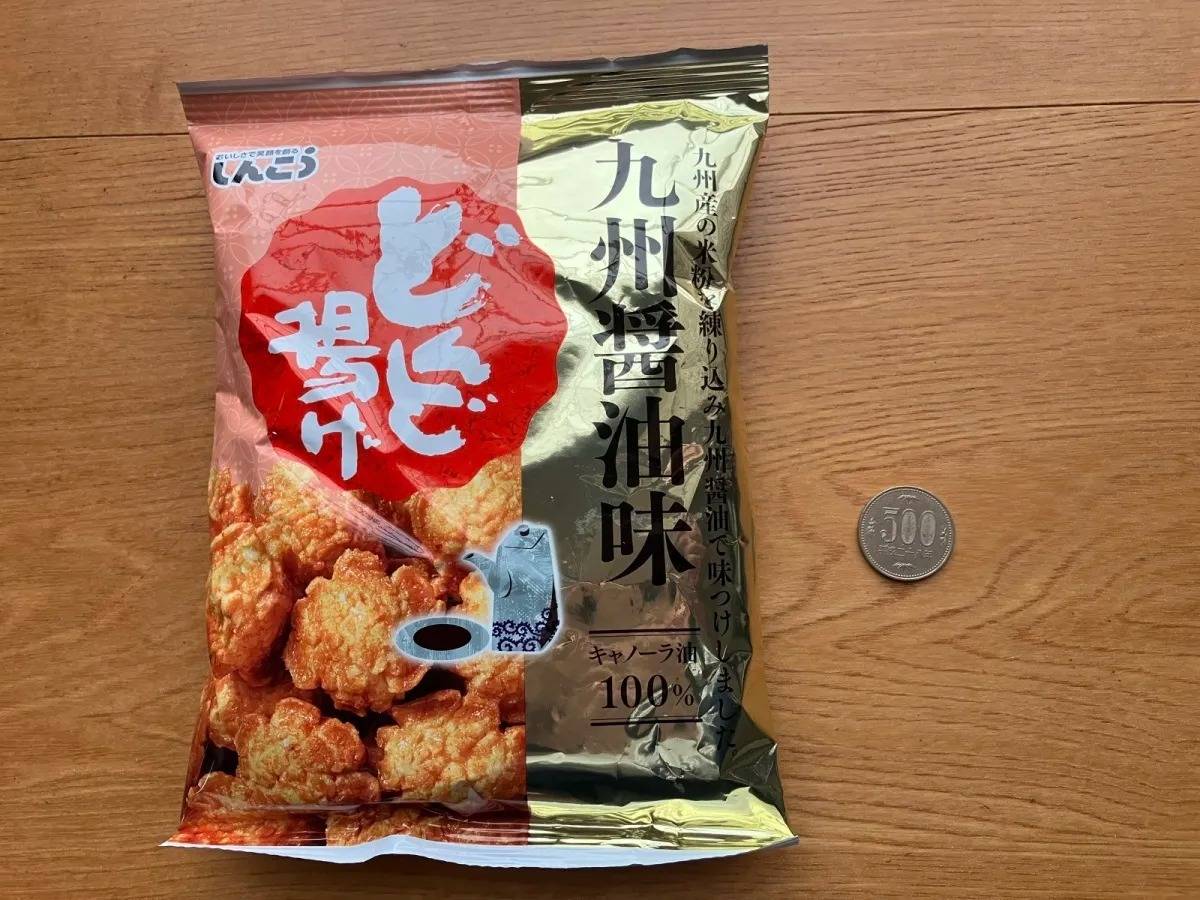 おいしさで笑顔を創る
しんこう
どんど
揚げ
九州醤油味
九州産の米粉を練り込み九州醤油で味つけしました
キャノーラ油
100%
500